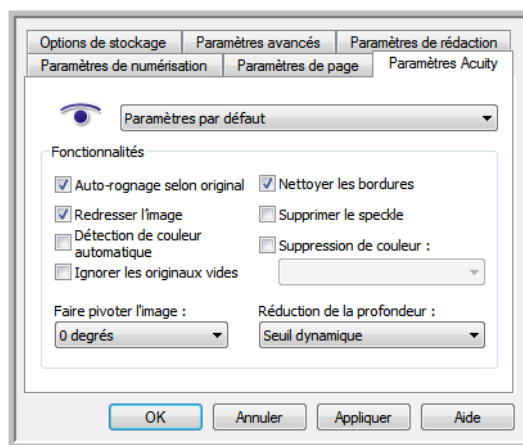 Options de stockage
Paramètres avancés
Paramètres de rédaction
Paramètres de numérisation
Paramètres de page
Paramètres Acuity
Paramètres par défaut
Fonctionnalités
Auto-rognage selon original
Nettoyer les bordures
Redresser l'image
Supprimer le speckle
Détection de couleur
automatique
Suppression de couleur :
Ignorer les originaux vides
Faire pivoter l'image :
Réduction de la profondeur :
0 degrés
Seuil dynamique
OK
Annuler
Appliquer
Aide